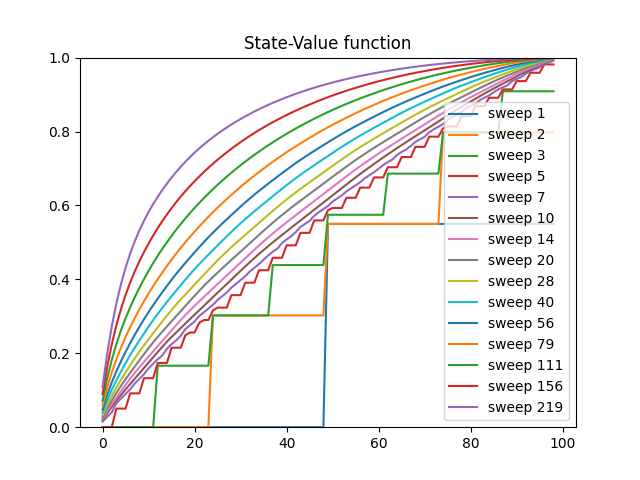 State-Value function
1.0
0.8
0.6
0.4
0.2
0.0
0 20 40 60 80 100
sweep 1
sweep 2
sweep 3
sweep 5
sweep 7
sweep 10
sweep 14
sweep 20
sweep 28
sweep 40
sweep 56
sweep 79
sweep 111
sweep 156
sweep 219